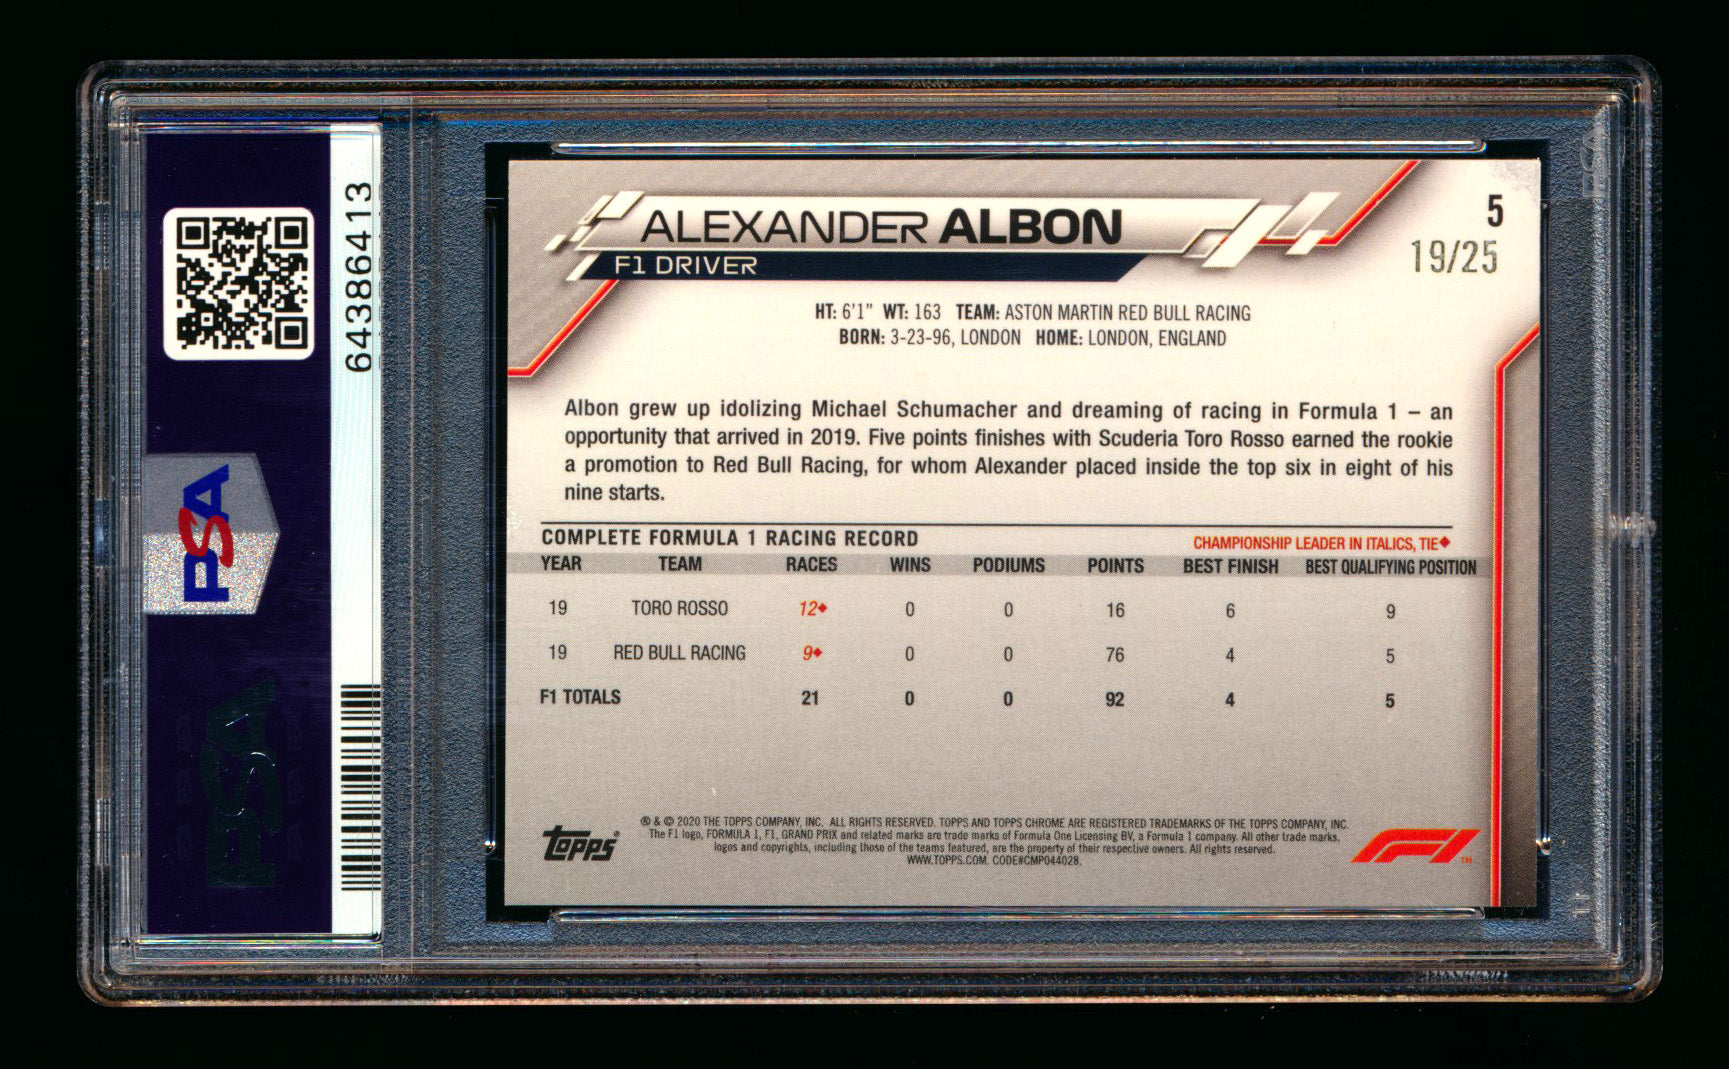 64386413
PSA
PSA
ALEXANDER ALBON
F1 DRIVER
5
19/25
HT: 6'1" WT: 163 TEAM: ASTON MARTIN RED BULL RACING
BORN: 3-23-96, LONDON HOME: LONDON, ENGLAND
Albon grew up idolizing Michael Schumacher and dreaming of racing in Formula 1 – an
opportunity that arrived in 2019. Five points finishes with Scuderia Toro Rosso earned the rookie
a promotion to Red Bull Racing, for whom Alexander placed inside the top six in eight of his
nine starts.
COMPLETE FORMULA 1 RACING RECORD
CHAMPIONSHIP LEADER IN ITALICS, TIE♦
YEAR TEAM RACES WINS PODIUMS POINTS BEST FINISH BEST QUALIFYING POSITION
19 TORO ROSSO 12♦ 0 0 16 6 9
19 RED BULL RACING 9♦ 0 0 76 4 5
F1 TOTALS 21 0 0 92 4 5
Topps®
® & © 2020 THE TOPPS COMPANY, INC. ALL RIGHTS RESERVED. TOPPS AND TOPPS CHROME ARE REGISTERED TRADEMARKS OF THE TOPPS COMPANY, INC.
The F1 logo, FORMULA 1, F1, GRAND PRIX and related marks are trade marks of Formula One Licensing BV, a Formula 1 company. All other trade marks,
logos and copyrights, including those of the teams featured, are the property of their respective owners. All rights reserved.
WWW.TOPPS.COM. CODE#CMP044028.
F1™